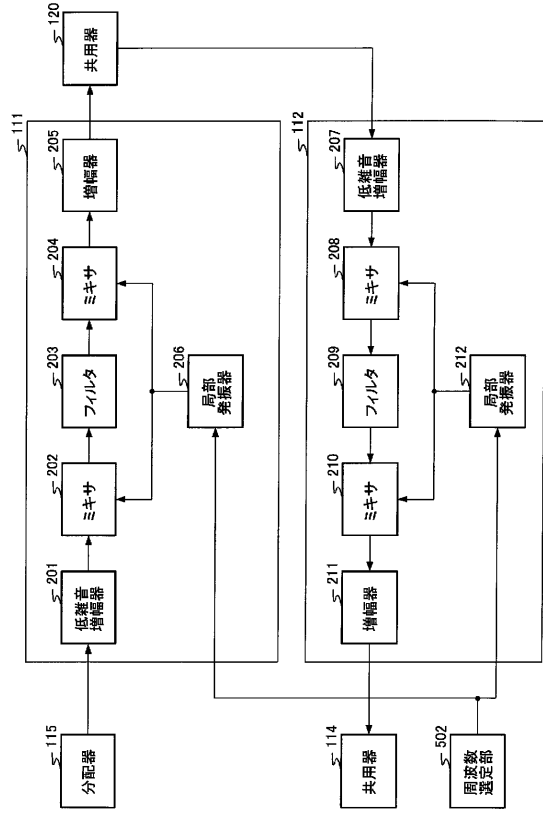 120
共用器
111
205
増幅器
204
ミキサ
203
フィルタ
202
ミキサ
201
低雑音
増幅器
206
局部
発振器
115
分配器
112
207
低雑音
増幅器
208
ミキサ
209
フィルタ
210
ミキサ
211
増幅器
212
局部
発振器
114
共用器
502
周波数
選定部